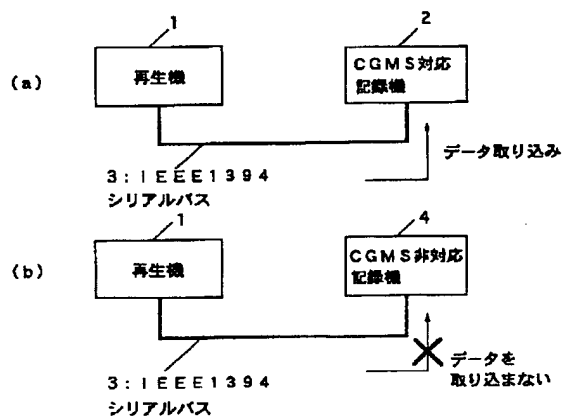 1
2
(a)
再生機
CGMS対応
記録機
データ取り込み
3:IEEE1394
シリアルバス
1
4
(b)
再生機
CGMS非対応
記録機
データを
取り込まない
3:IEEE1394
シリアルバス